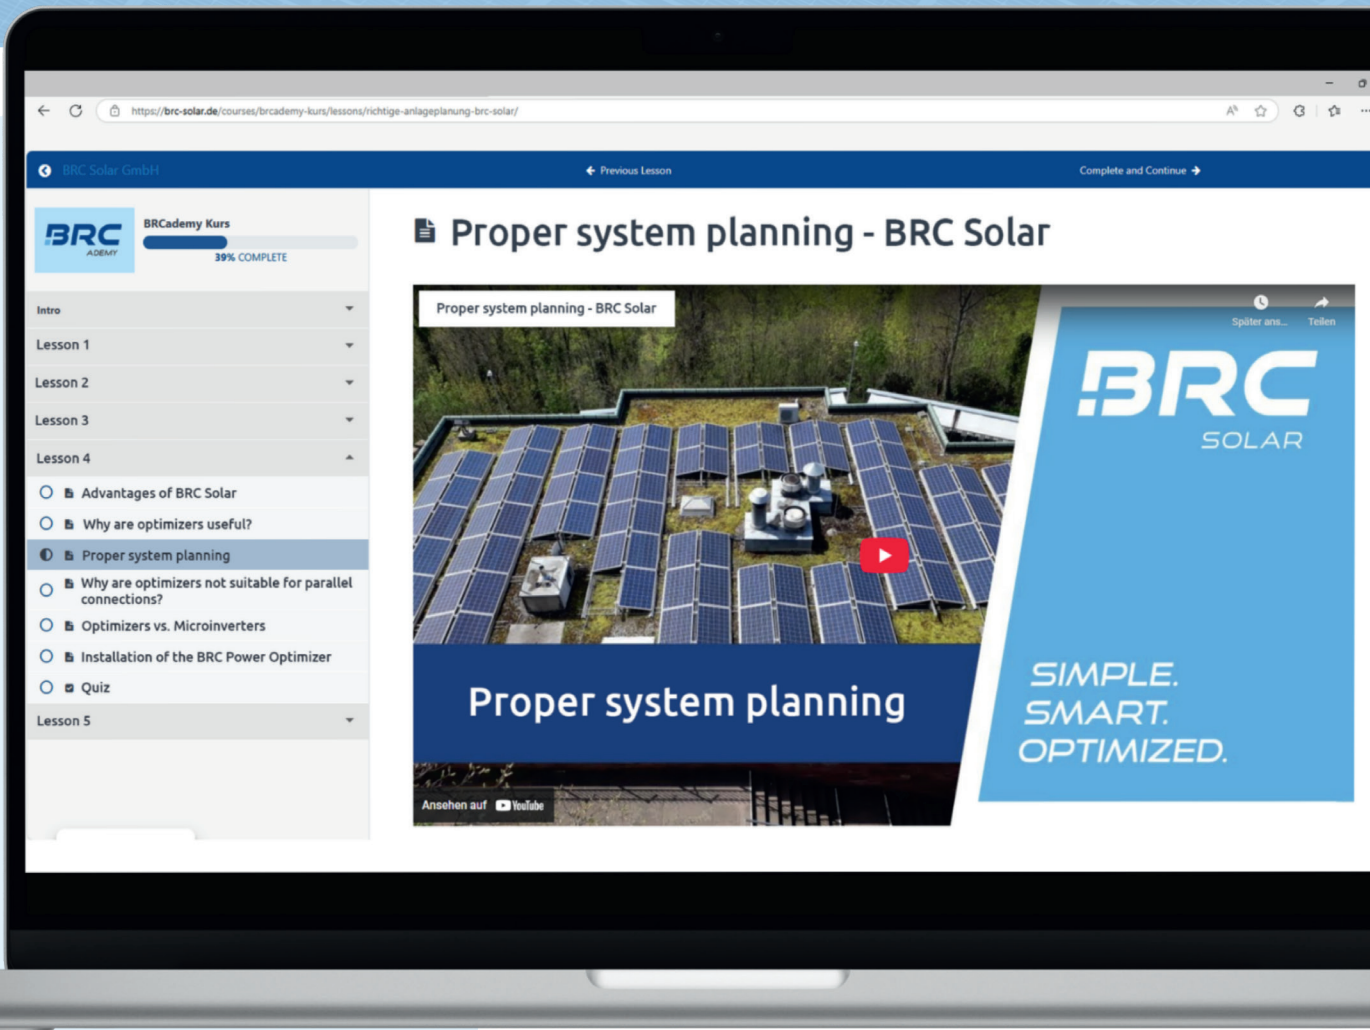 https://brc-solar.de/courses/brcademy-kurs/lessons/richtige-anlageplanung-brc-solar/
BRC Solar GmbH
Previous Lesson
Complete and Continue
BRC
ADEMY
BRCademy Kurs
39% COMPLETE
Intro
Lesson 1
Lesson 2
Lesson 3
Lesson 4
Advantages of BRC Solar
Why are optimizers useful?
Proper system planning
Why are optimizers not suitable for parallel
connections?
Optimizers vs. Microinverters
Installation of the BRC Power Optimizer
Quiz
Lesson 5
Proper system planning - BRC Solar
Proper system planning - BRC Solar
Später ans...
Teilen
BRC
SOLAR
Proper system planning
SIMPLE.
SMART.
OPTIMIZED.
Ansehen auf YouTube